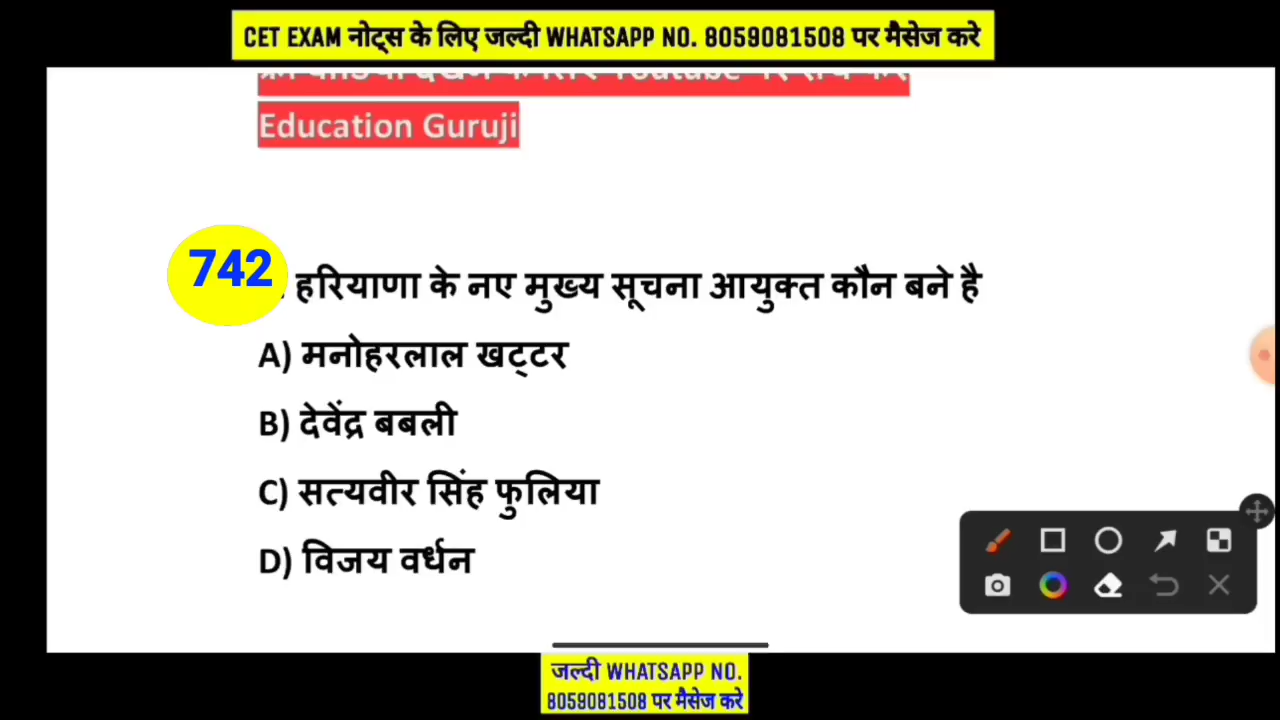 CET EXAM नोट्स के लिए जल्दी WHATSAPP NO. 8059081508 पर मैसेज करे
Education Guruji
742
हरियाणा के नए मुख्य सूचना आयुक्त कौन बने है
A) मनोहरलाल खट्टर
B) देवेंद्र बबली
C) सत्यवीर सिंह फुलिया
D) विजय वर्धन
जल्दी WHATSAPP NO.
8059081508 पर मैसेज करे